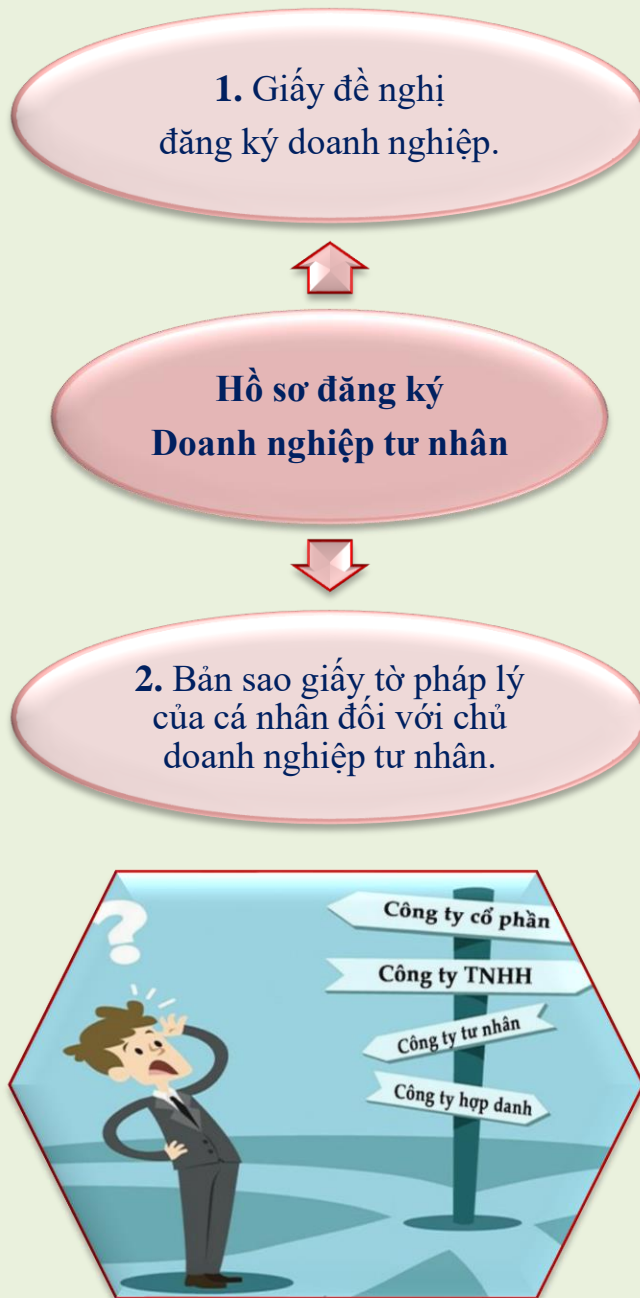 1. Giấy đề nghị
đăng ký doanh nghiệp.
Hồ sơ đăng ký
Doanh nghiệp tư nhân
2. Bản sao giấy tờ pháp lý
của cá nhân đối với chủ
doanh nghiệp tư nhân.
?
Công ty cổ phần
Công ty TNHH
Công ty tư nhân
Công ty hợp danh